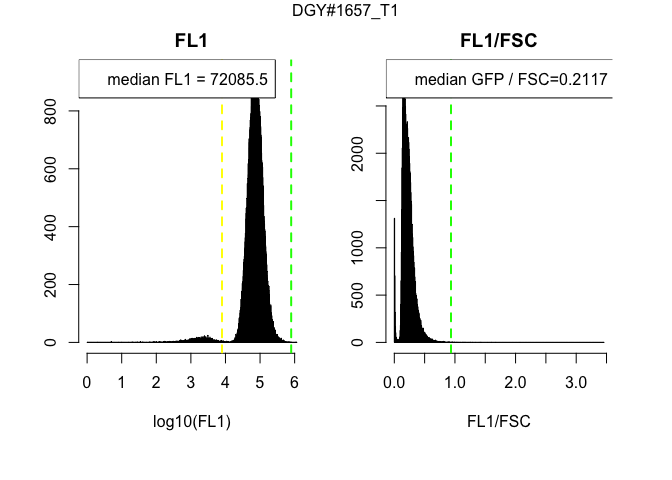 DGY#1657_T1
FL1
median FL1 = 72085.5
0 200 400 600 800
0 1 2 3 4 5 6
log10(FL1)
FL1/FSC
median GFP / FSC=0.2117
0 500 1000 2000
0.0 1.0 2.0 3.0
FL1/FSC